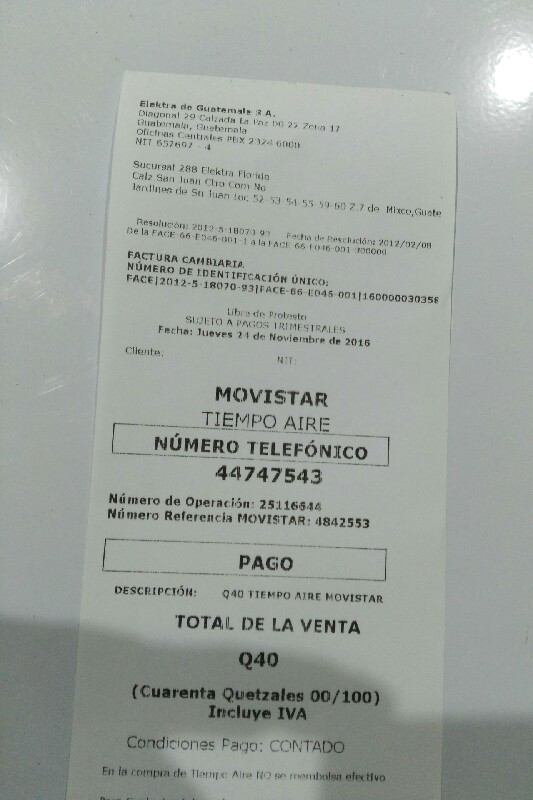 Elektra de Guatemala S.A.
Diagonal 29 Calzada La Paz 00-22 Zona 17
Guatemala, Guatemala
Oficinas Centrales PBX 2324 6000
NIT 657697 - 4
Sucursal 288 Elektra Florida
Calz San Juan Ctro Com No
Jardines de Sn Juan Loc 52-53-54-55-59-60 Z.7 de Mixco,Guate
Resolución: 2012-5-18070-93 Fecha de Resolución: 2012/02/08
De la FACE-66-E046-001-1 a la FACE-66-E046-001-
FACTURA CAMBIARIA
NÚMERO DE IDENTIFICACIÓN ÚNICO:
FACE|2012-5-18070-93|FACE-66-E046-001|160000030358
Libre de Protesto
SUJETO A PAGOS TRIMESTRALES
Fecha: Jueves 24 de Noviembre de 2016
Cliente: NIT:
MOVISTAR
TIEMPO AIRE
NÚMERO TELEFÓNICO
44747543
Número de Operación: 25116644
Número Referencia MOVISTAR: 4842553
PAGO
DESCRIPCIÓN: Q40 TIEMPO AIRE MOVISTAR
TOTAL DE LA VENTA
Q40
(Cuarenta Quetzales 00/100)
Incluye IVA
Condiciones Pago: CONTADO
En la compra de Tiempo Aire NO se reembolsa efectivo